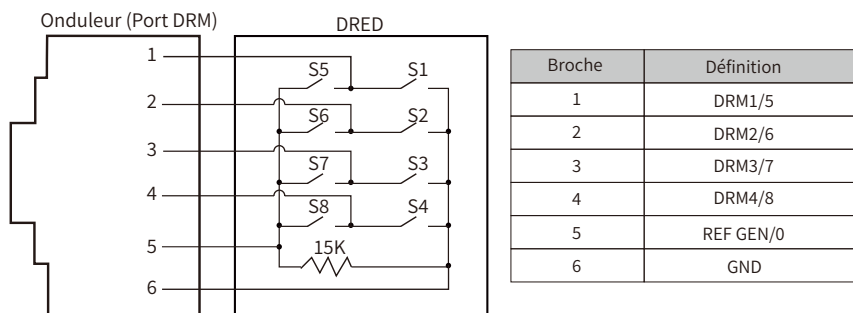 Onduleur (Port DRM)
DRED
1
2
3
4
5
6
S5
S1
S6
S2
S7
S3
S8
S4
15K
Broche Définition
1 DRM1/5
2 DRM2/6
3 DRM3/7
4 DRM4/8
5 REF GEN/0
6 GND